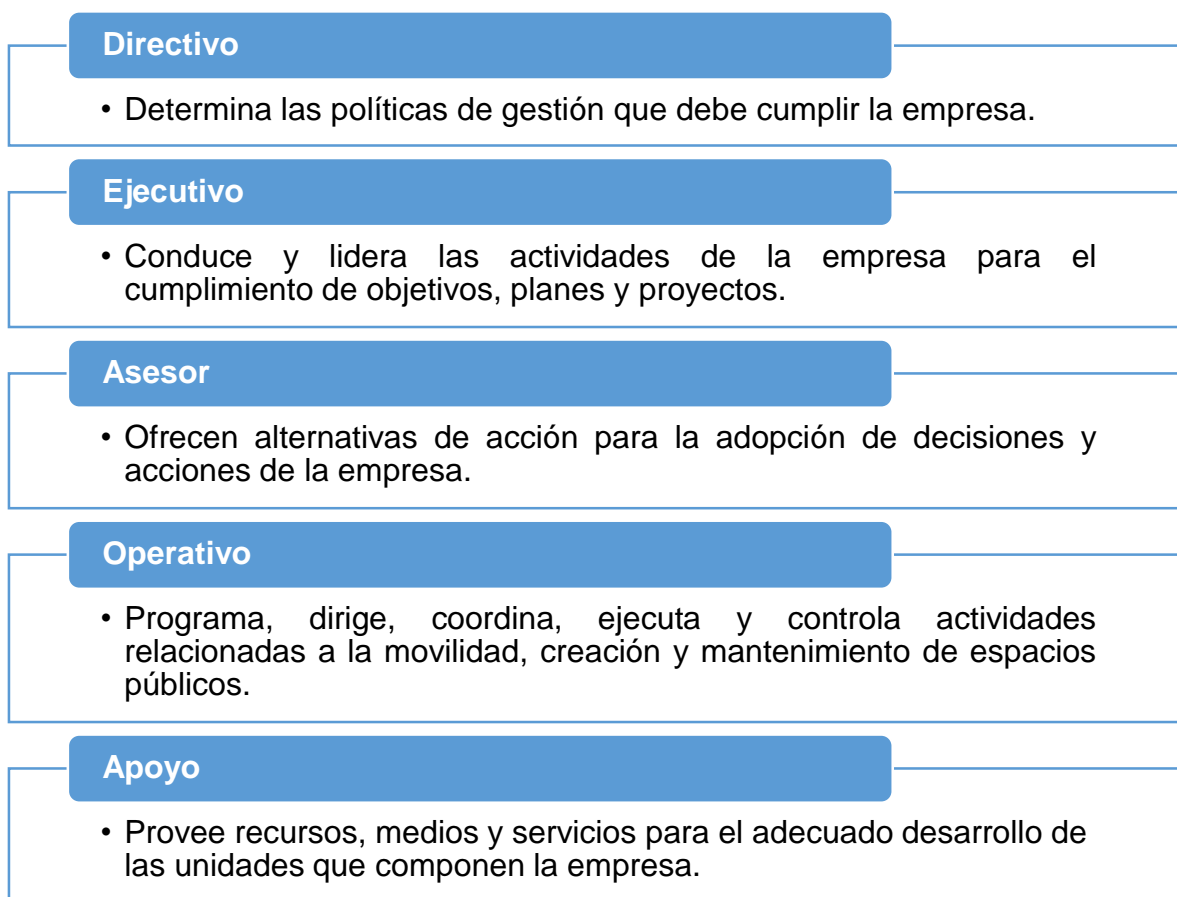 Directivo
• Determina las políticas de gestión que debe cumplir la empresa.
Ejecutivo
• Conduce y lidera las actividades de la empresa para el
cumplimiento de objetivos, planes y proyectos.
Asesor
• Ofrecen alternativas de acción para la adopción de decisiones y
acciones de la empresa.
Operativo
• Programa, dirige, coordina, ejecuta y controla actividades
relacionadas a la movilidad, creación y mantenimiento de espacios
públicos.
Apoyo
• Provee recursos, medios y servicios para el adecuado desarrollo de
las unidades que componen la empresa.